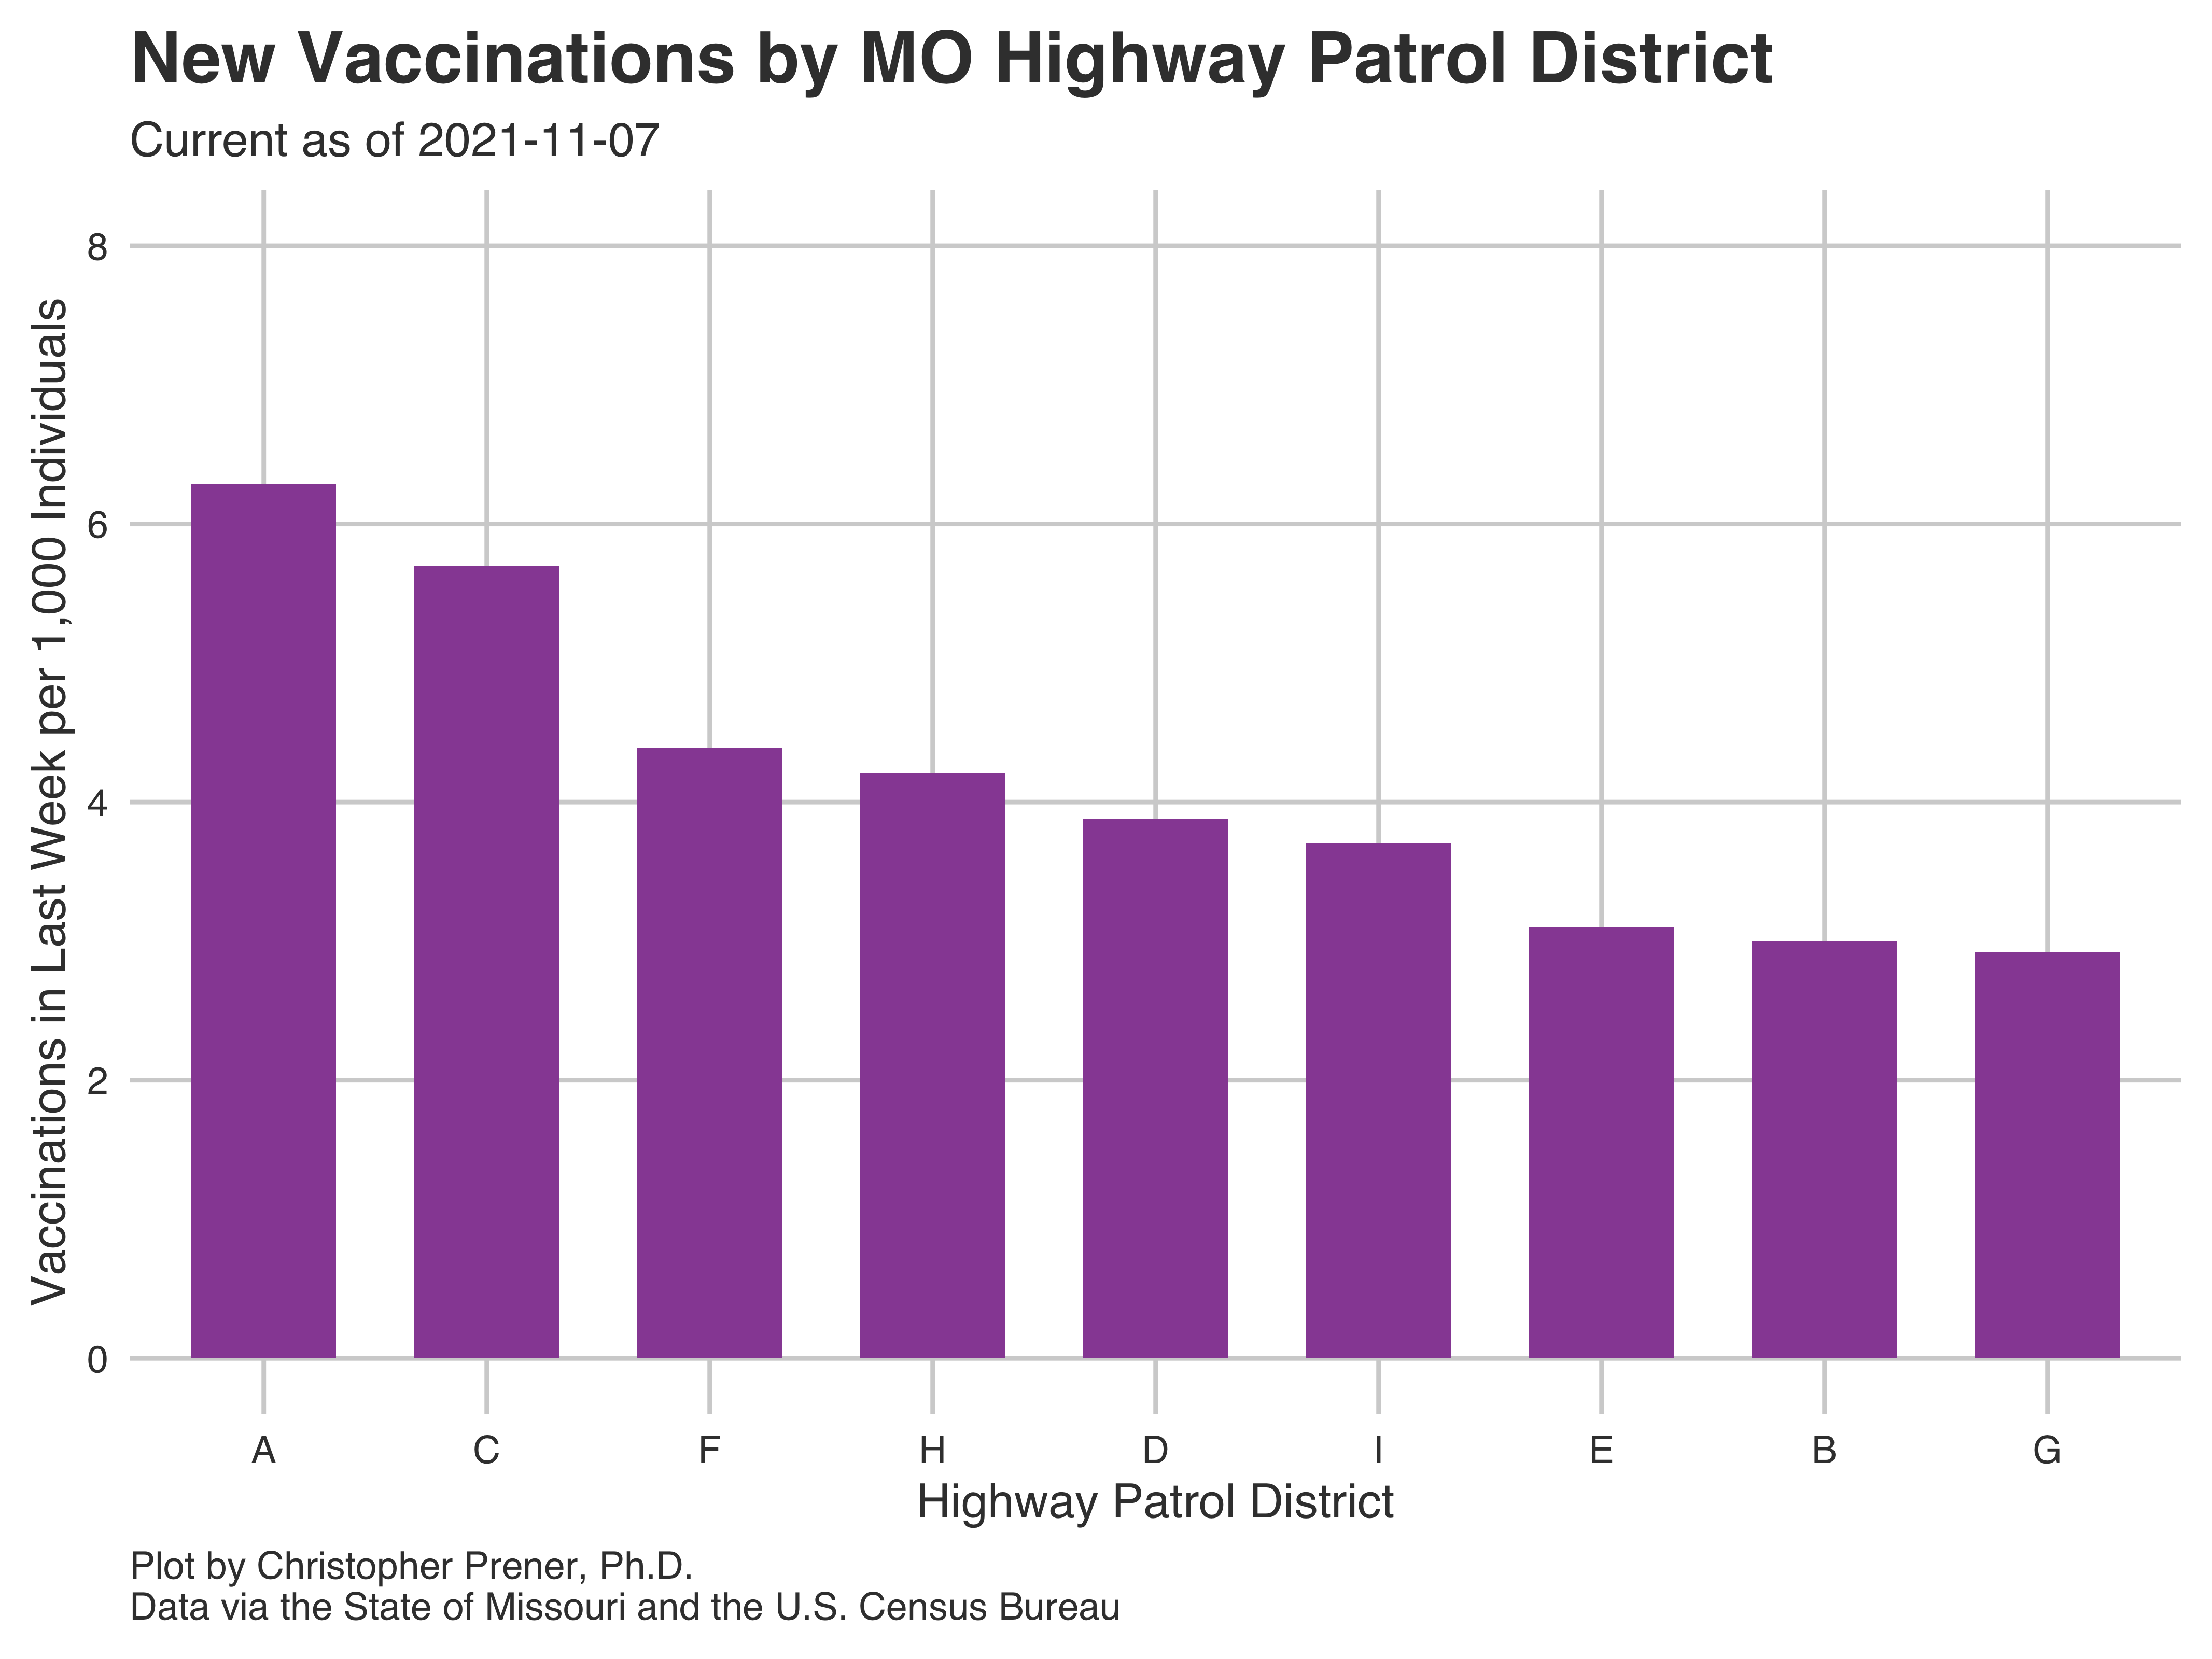 New Vaccinations by MO Highway Patrol District
Current as of 2021-11-07
Vaccinations in Last Week per 1,000 Individuals
8
6
4
2
0
A C F H D I E B G
Highway Patrol District
Plot by Christopher Prener, Ph.D.
Data via the State of Missouri and the U.S. Census Bureau